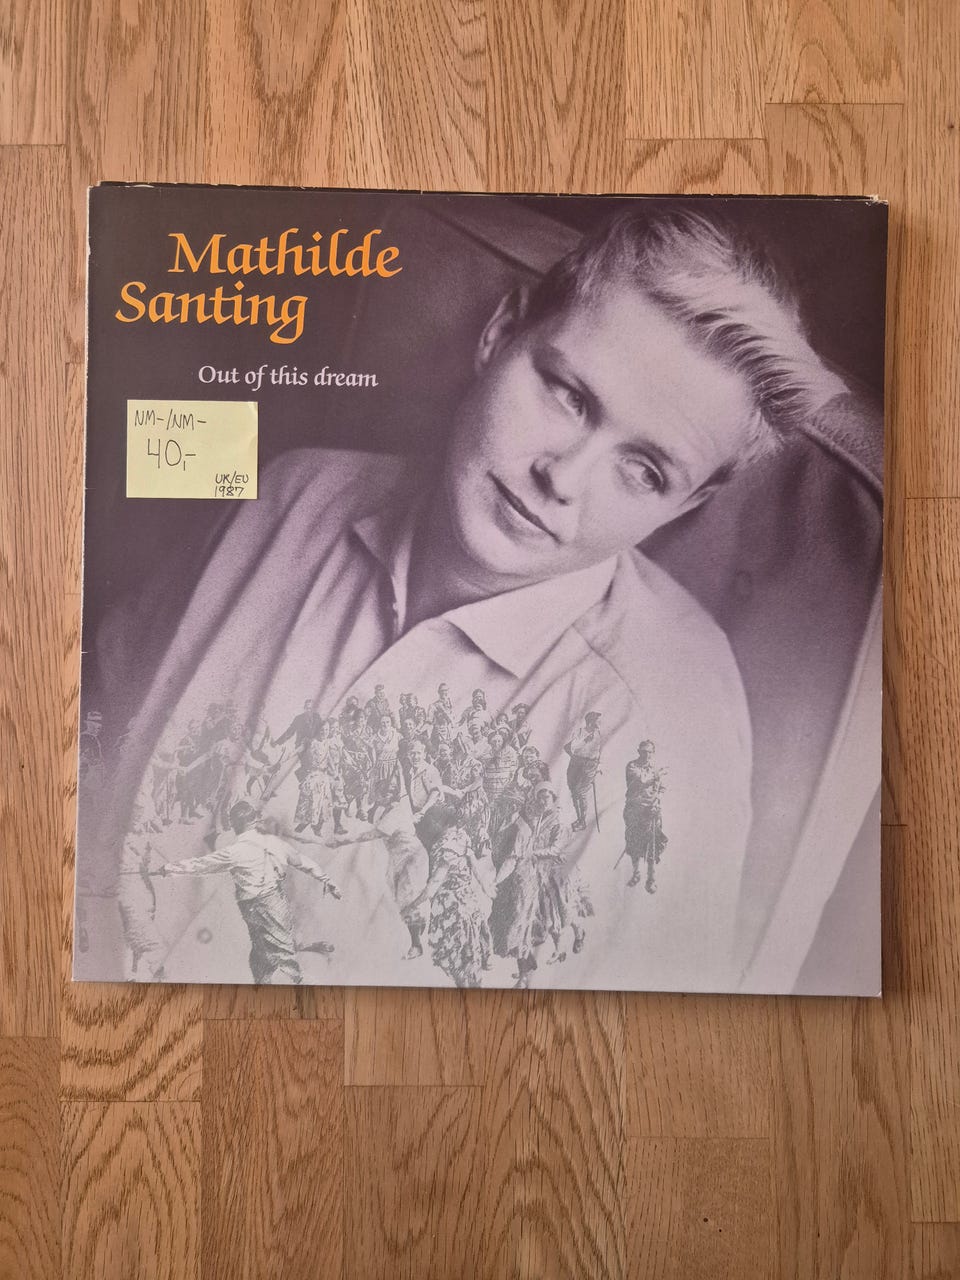 Mathilde
Santing
Out of this dream
NM-/NM-
40,-
UK/EU
1987